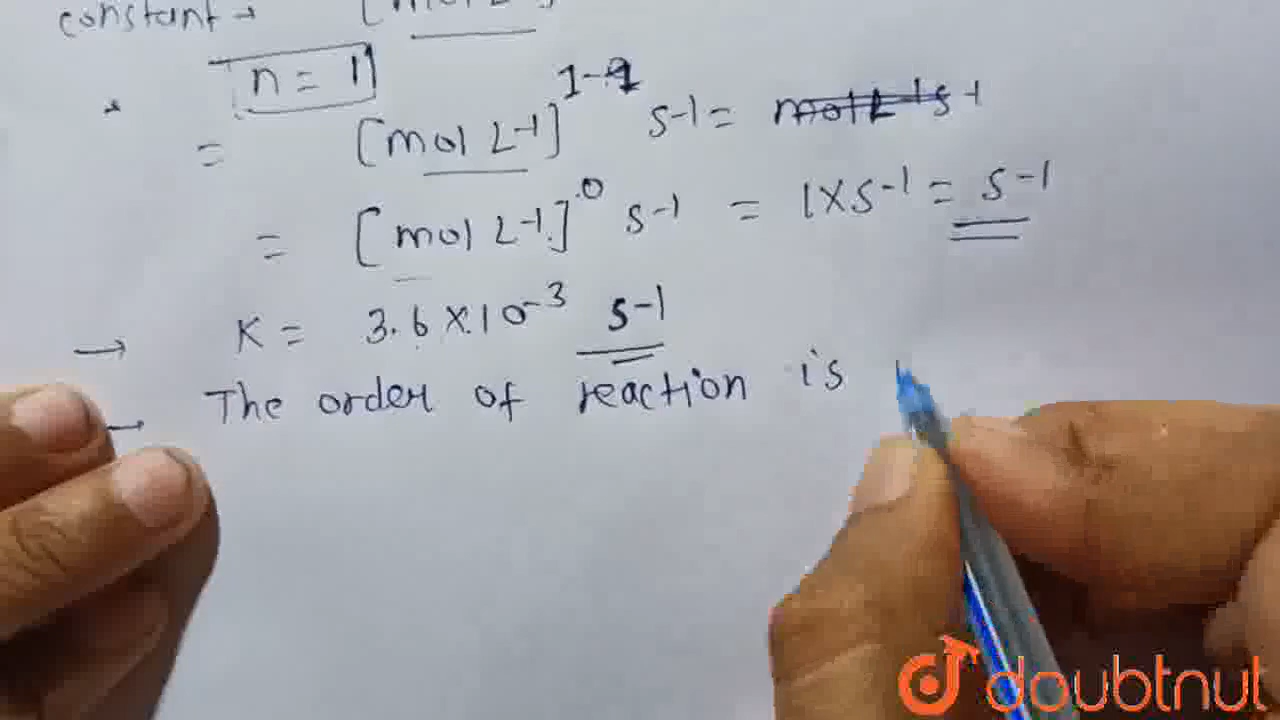 constant → [mol L
n = 1
= [mol L-1]1-1 s-1 = mol L-1 s-1
= [mol L-1]0 s-1 = 1×s-1 = s-1
→ K = 3.6×10-3 s-1
→ The order of reaction is
doubtnut